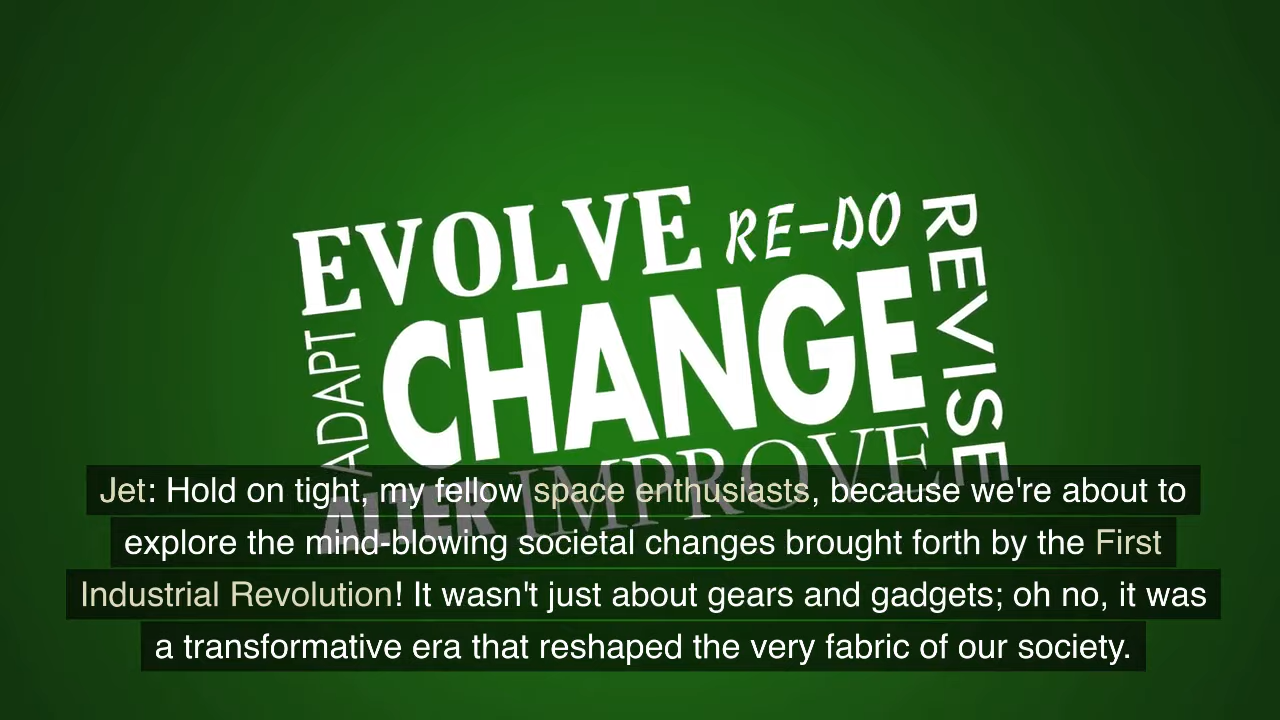 EVOLVE RE-DO
REVISE
ADAPT
CHANGE
ALTER IMPROVE
Jet: Hold on tight, my fellow space enthusiasts, because we're about to
explore the mind-blowing societal changes brought forth by the First
Industrial Revolution! It wasn't just about gears and gadgets; oh no, it was
a transformative era that reshaped the very fabric of our society.